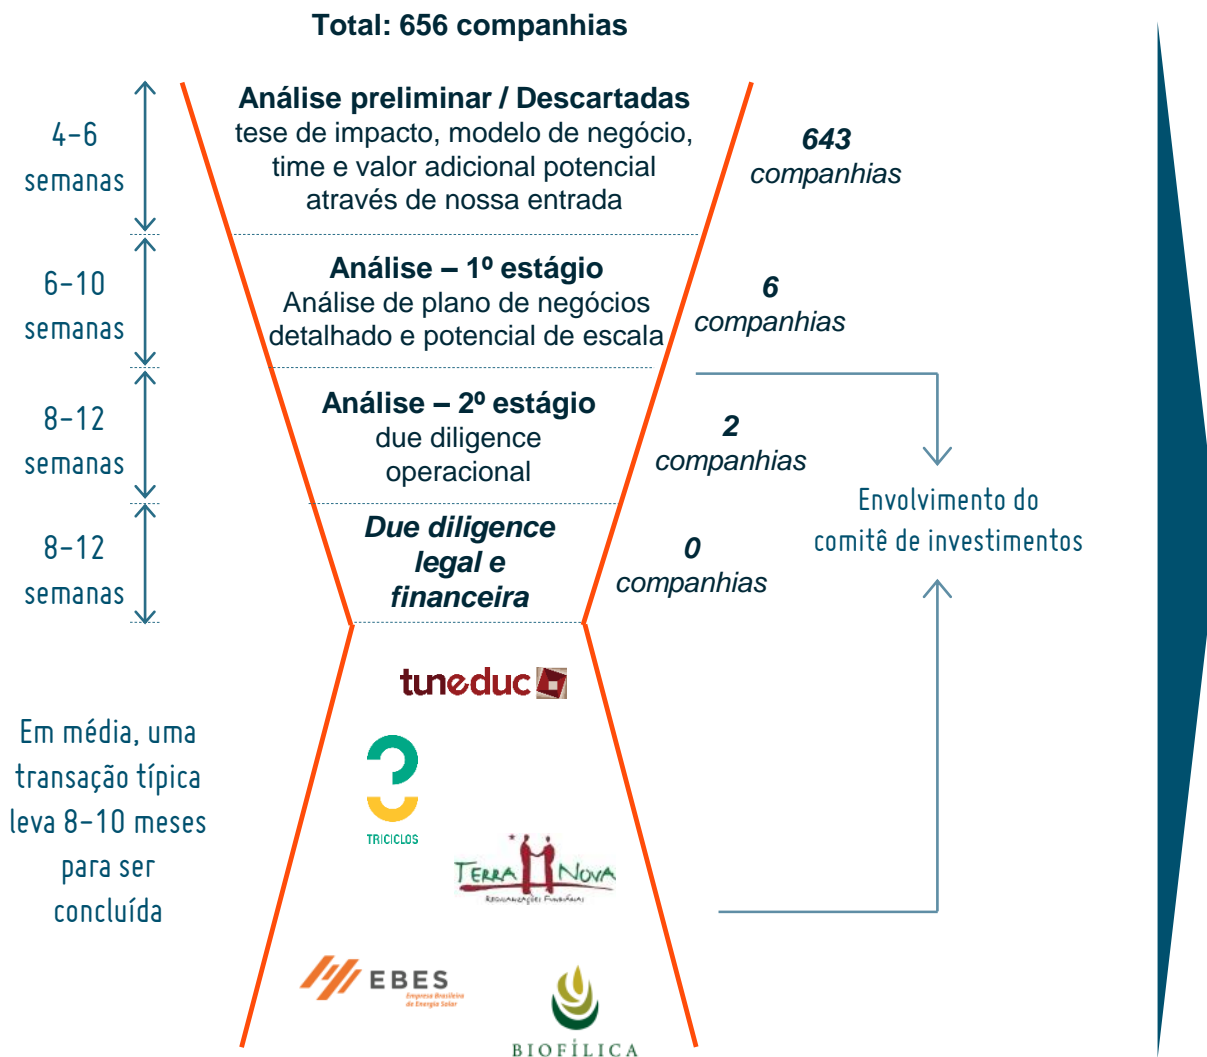 Total: 656 companhias
4-6
semanas
Análise preliminar / Descartadas
tese de impacto, modelo de negócio,
time e valor adicional potencial
através de nossa entrada
643
companhias
6-10
semanas
Análise – 1º estágio
Análise de plano de negócios
detalhado e potencial de escala
6
companhias
8-12
semanas
Análise – 2º estágio
due diligence
operacional
2
companhias
8-12
semanas
Due diligence
legal e
financeira
0
companhias
Envolvimento do
comitê de investimentos
Em média, uma
transação típica
leva 8-10 meses
para ser
concluída
tuneduc
TRICICLOS
TERRA NOVA
REGULARIZAÇÕES FUNDIÁRIAS
EBES
Empresa Brasileira
de Energia Solar
BIOFÍLICA